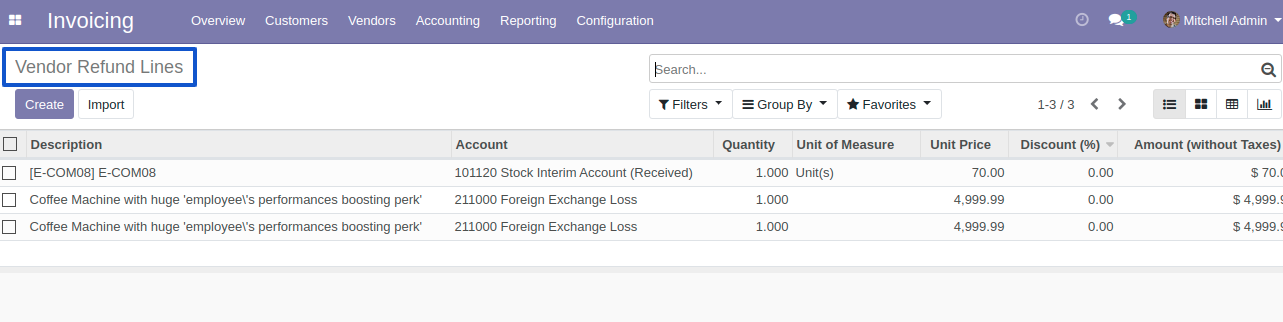 Invoicing Overview Customers Vendors Accounting Reporting Configuration 1 Mitchell Admin
Vendor Refund Lines Search...
Create Import Filters Group By Favorites 1-3 / 3
Description Account Quantity Unit of Measure Unit Price Discount (%) Amount (without Taxes)
[E-COM08] E-COM08 101120 Stock Interim Account (Received) 1.000 Unit(s) 70.00 0.00 $ 70.0
Coffee Machine with huge 'employee\'s performances boosting perk' 211000 Foreign Exchange Loss 1.000 4,999.99 0.00 $ 4,999.9
Coffee Machine with huge 'employee\'s performances boosting perk' 211000 Foreign Exchange Loss 1.000 4,999.99 0.00 $ 4,999.9